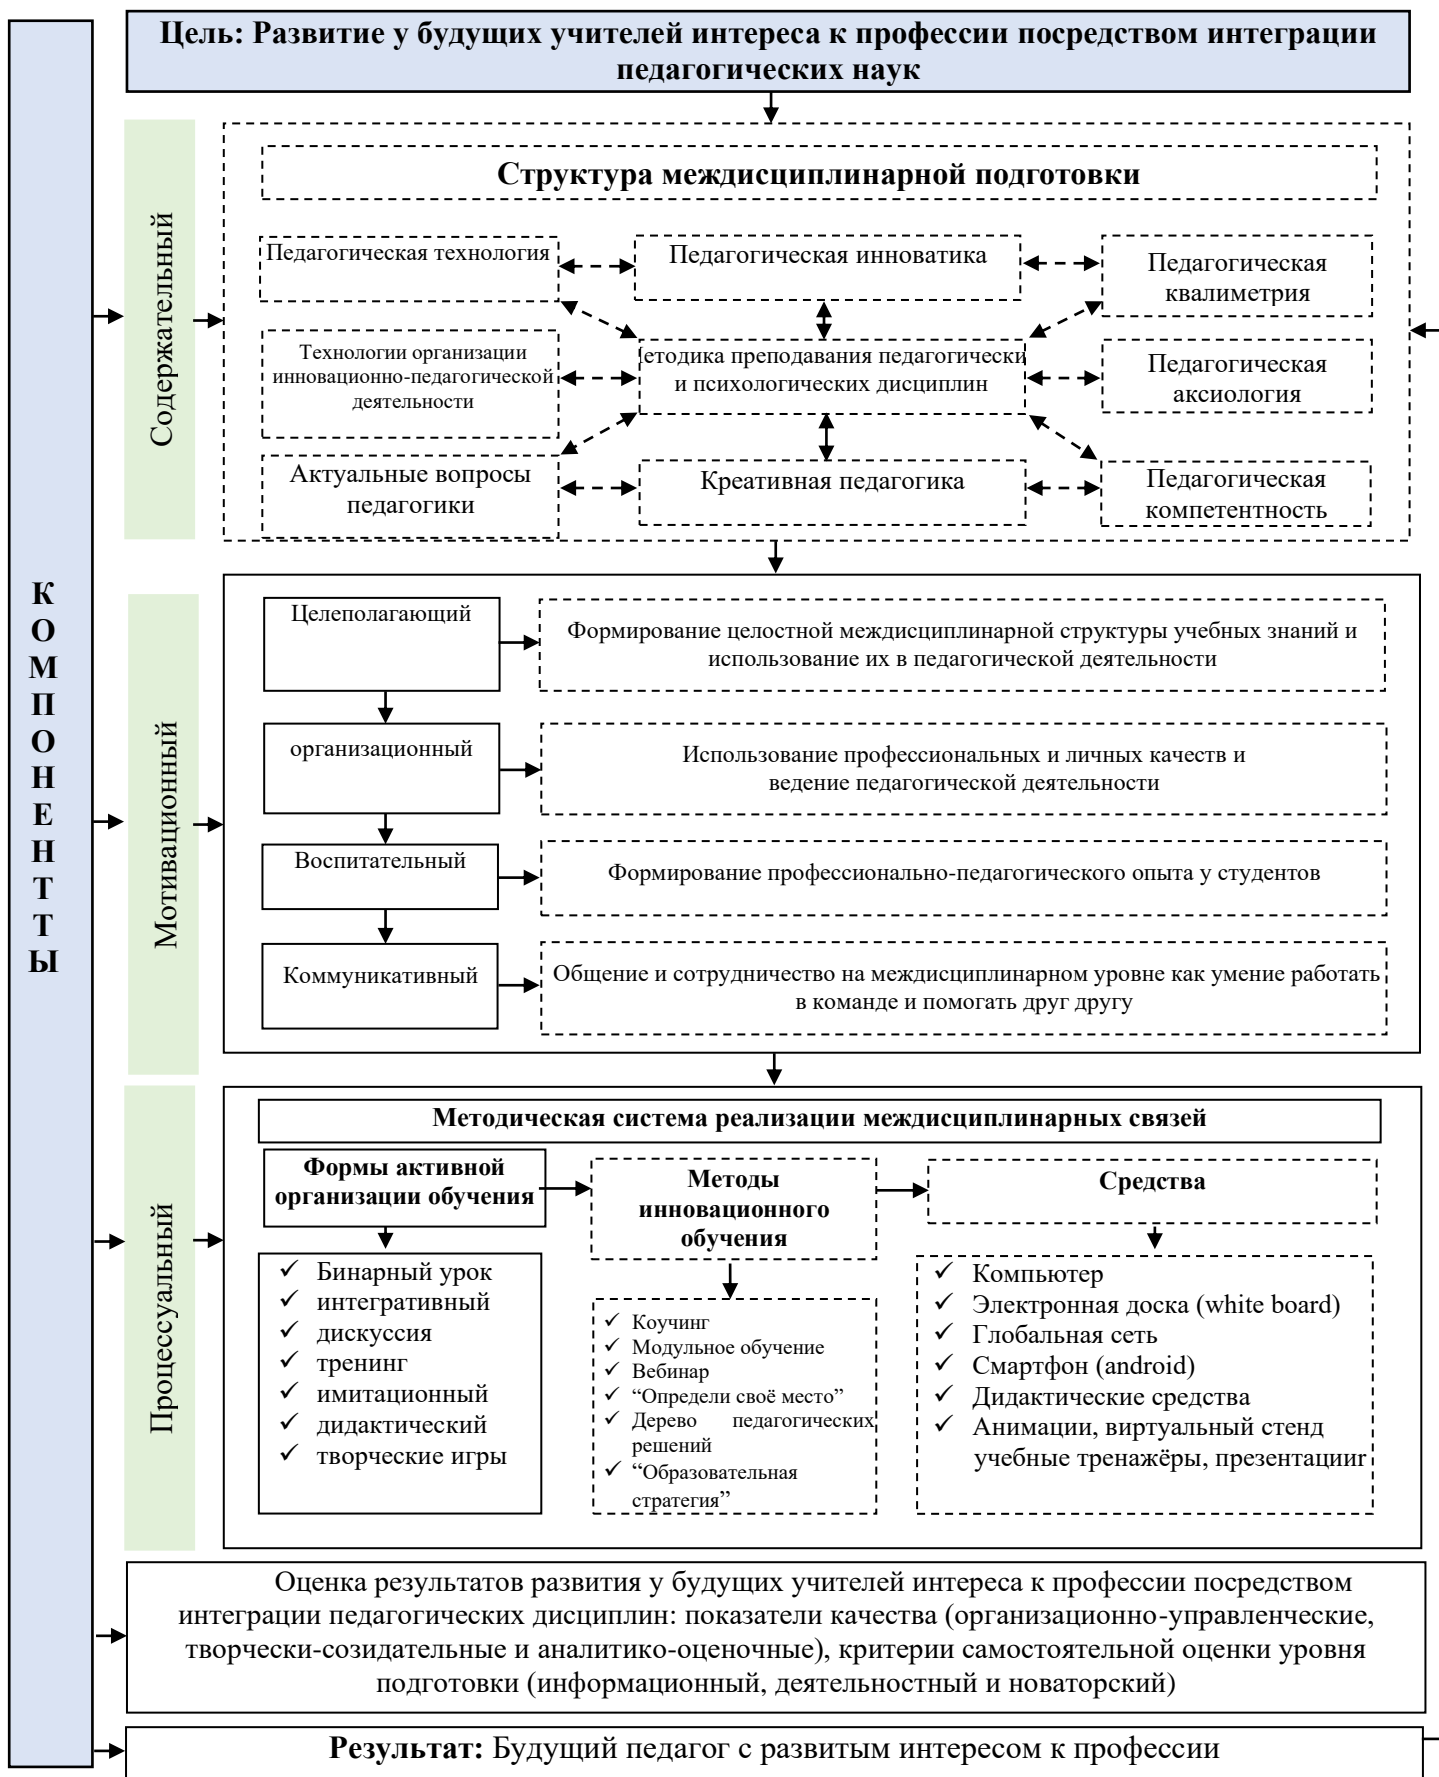 Цель: Развитие у будущих учителей интереса к профессии посредством интеграции
педагогических наук
КОМПОНЕНТТЫ
Содержательный
Структура междисциплинарной подготовки
Педагогическая технология
Педагогическая инноватика
Педагогическая
квалиметрия
Технологии организации
инновационно-педагогической
деятельности
етодика преподавания педагогически
и психологических дисциплин
Педагогическая
аксиология
Актуальные вопросы
педагогики
Креативная педагогика
Педагогическая
компетентность
Мотивационный
Целеполагающий
Формирование целостной междисциплинарной структуры учебных знаний и
использование их в педагогической деятельности
организационный
Использование профессиональных и личных качеств и
ведение педагогической деятельности
Воспитательный
Формирование профессионально-педагогического опыта у студентов
Коммуникативный
Общение и сотрудничество на междисциплинарном уровне как умение работать
в команде и помогать друг другу
Процессуальный
Методическая система реализации междисциплинарных связей
Формы активной
организации обучения
Методы
инновационного
обучения
Средства
✓ Бинарный урок
✓ интегративный
✓ дискуссия
✓ тренинг
✓ имитационный
✓ дидактический
✓ творческие игры
✓ Коучинг
✓ Модульное обучение
✓ Вебинар
✓ “Определи своё место”
✓ Дерево педагогических
решений
✓ “Образовательная
стратегия”
✓ Компьютер
✓ Электронная доска (white board)
✓ Глобальная сеть
✓ Смартфон (android)
✓ Дидактические средства
✓ Анимации, виртуальный стенд
учебные тренажёры, презентацииr
Оценка результатов развития у будущих учителей интереса к профессии посредством
интеграции педагогических дисциплин: показатели качества (организационно-управленческие,
творчески-созидательные и аналитико-оценочные), критерии самостоятельной оценки уровня
подготовки (информационный, деятельностный и новаторский)
Результат: Будущий педагог с развитым интересом к профессии